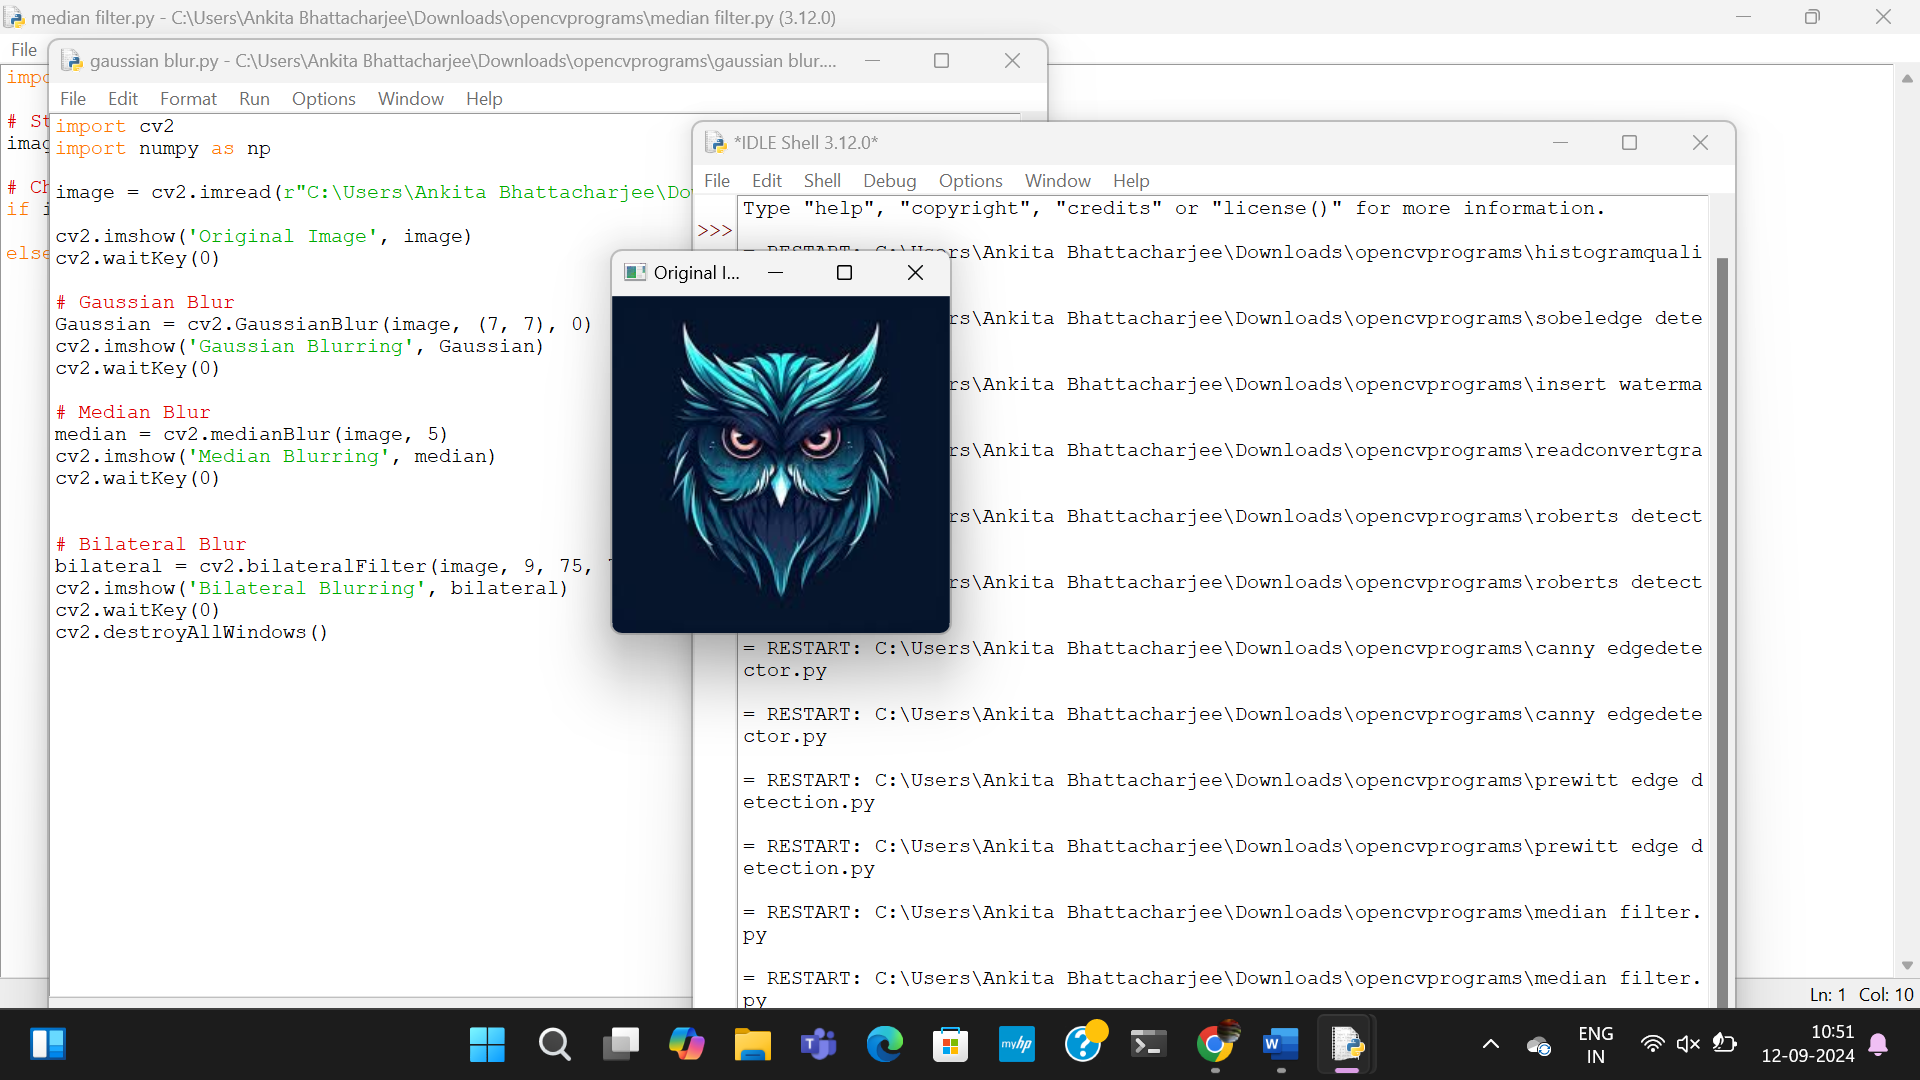 median filter.py - C:\Users\Ankita Bhattacharjee\Downloads\opencvprograms\median filter.py (3.12.0)
File
impo
# St
imag
# Ch
if i
else
gaussian blur.py - C:\Users\Ankita Bhattacharjee\Downloads\opencvprograms\gaussian blur....
File Edit Format Run Options Window Help
import cv2
import numpy as np
image = cv2.imread(r"C:\Users\Ankita Bhattacharjee\Do
cv2.imshow('Original Image', image)
cv2.waitKey(0)
# Gaussian Blur
Gaussian = cv2.GaussianBlur(image, (7, 7), 0)
cv2.imshow('Gaussian Blurring', Gaussian)
cv2.waitKey(0)
# Median Blur
median = cv2.medianBlur(image, 5)
cv2.imshow('Median Blurring', median)
cv2.waitKey(0)
# Bilateral Blur
bilateral = cv2.bilateralFilter(image, 9, 75,
cv2.imshow('Bilateral Blurring', bilateral)
cv2.waitKey(0)
cv2.destroyAllWindows()
*IDLE Shell 3.12.0*
File Edit Shell Debug Options Window Help
Type "help", "copyright", "credits" or "license()" for more information.
>>>
= RESTART: C:\Users\Ankita Bhattacharjee\Downloads\opencvprograms\histogramquali
rs\Ankita Bhattacharjee\Downloads\opencvprograms\sobeledge dete
rs\Ankita Bhattacharjee\Downloads\opencvprograms\insert waterma
rs\Ankita Bhattacharjee\Downloads\opencvprograms\readconvertgra
rs\Ankita Bhattacharjee\Downloads\opencvprograms\roberts detect
rs\Ankita Bhattacharjee\Downloads\opencvprograms\roberts detect
= RESTART: C:\Users\Ankita Bhattacharjee\Downloads\opencvprograms\canny edgedete
ctor.py
= RESTART: C:\Users\Ankita Bhattacharjee\Downloads\opencvprograms\canny edgedete
ctor.py
= RESTART: C:\Users\Ankita Bhattacharjee\Downloads\opencvprograms\prewitt edge d
etection.py
= RESTART: C:\Users\Ankita Bhattacharjee\Downloads\opencvprograms\prewitt edge d
etection.py
= RESTART: C:\Users\Ankita Bhattacharjee\Downloads\opencvprograms\median filter.
py
= RESTART: C:\Users\Ankita Bhattacharjee\Downloads\opencvprograms\median filter.
py
Original I...
Ln: 1 Col: 10
myhp
ENG
IN
10:51
12-09-2024